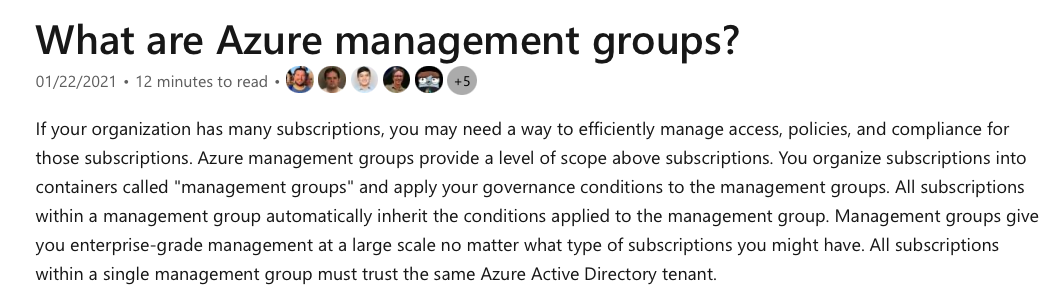 What are Azure management groups?
01/22/2021 • 12 minutes to read • +5
If your organization has many subscriptions, you may need a way to efficiently manage access, policies, and compliance for
those subscriptions. Azure management groups provide a level of scope above subscriptions. You organize subscriptions into
containers called "management groups" and apply your governance conditions to the management groups. All subscriptions
within a management group automatically inherit the conditions applied to the management group. Management groups give
you enterprise-grade management at a large scale no matter what type of subscriptions you might have. All subscriptions
within a single management group must trust the same Azure Active Directory tenant.